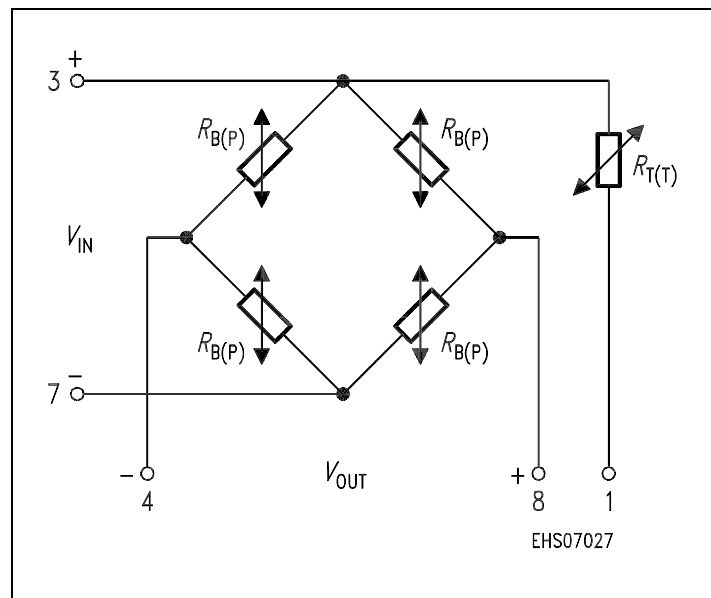 3 +
R_B(P) R_B(P)
R_T(T)
V_IN
R_B(P) R_B(P)
7 −
− 4
V_OUT
+ 8
1
EHS07027